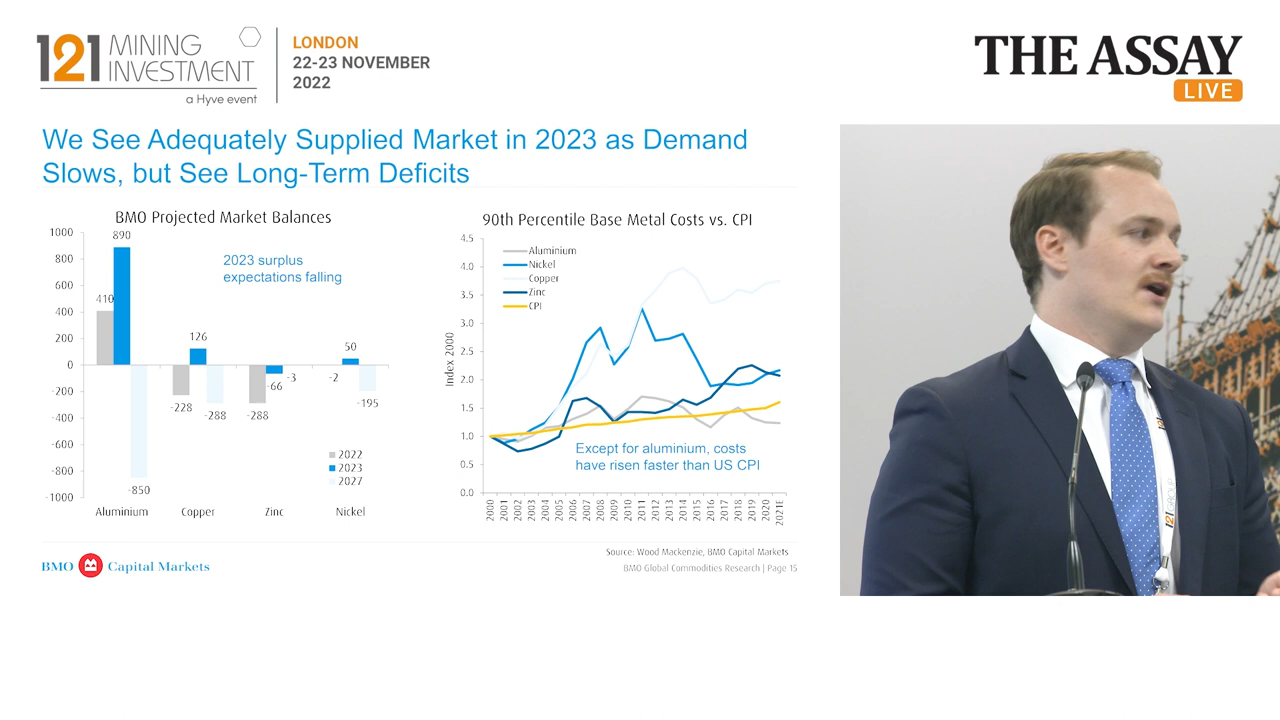 121 MINING
INVESTMENT
a Hyve event
LONDON
22-23 NOVEMBER
2022
THE ASSAY
LIVE
We See Adequately Supplied Market in 2023 as Demand
Slows, but See Long-Term Deficits
BMO Projected Market Balances
1000
800
600
400
200
0
-200
-400
-600
-800
-1000
890
410
-850
126
-228
-288
-288
-66
-3
-2
50
-195
2023 surplus
expectations falling
2022
2023
2027
Aluminium Copper Zinc Nickel
90th Percentile Base Metal Costs vs. CPI
4.5
4.0
3.5
3.0
2.5
2.0
1.5
1.0
0.5
0.0
Index 2000
Aluminium
Nickel
Copper
Zinc
CPI
Except for aluminium, costs
have risen faster than US CPI
2000 2001 2002 2003 2004 2005 2006 2007 2008 2009 2010 2011 2012 2013 2014 2015 2016 2017 2018 2019 2020 2021E
Source: Wood Mackenzie, BMO Capital Markets
BMO Capital Markets
BMO Global Commodities Research | Page 15
121 GROUP